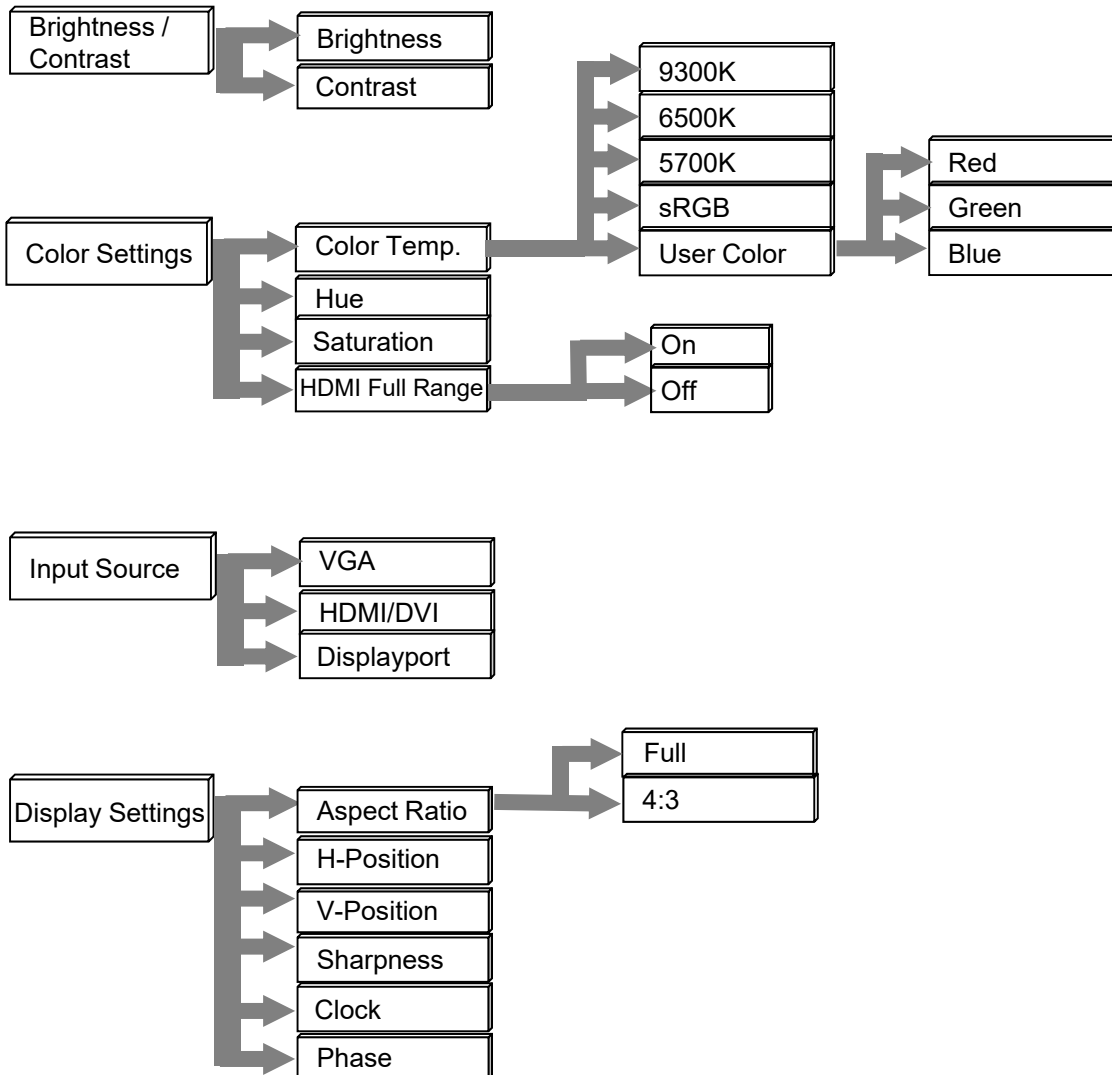 Brightness /
Contrast
Brightness
Contrast
Color Settings
Color Temp.
Hue
Saturation
HDMI Full Range
9300K
6500K
5700K
sRGB
User Color
Red
Green
Blue
On
Off
Input Source
VGA
HDMI/DVI
Displayport
Display Settings
Aspect Ratio
H-Position
V-Position
Sharpness
Clock
Phase
Full
4:3